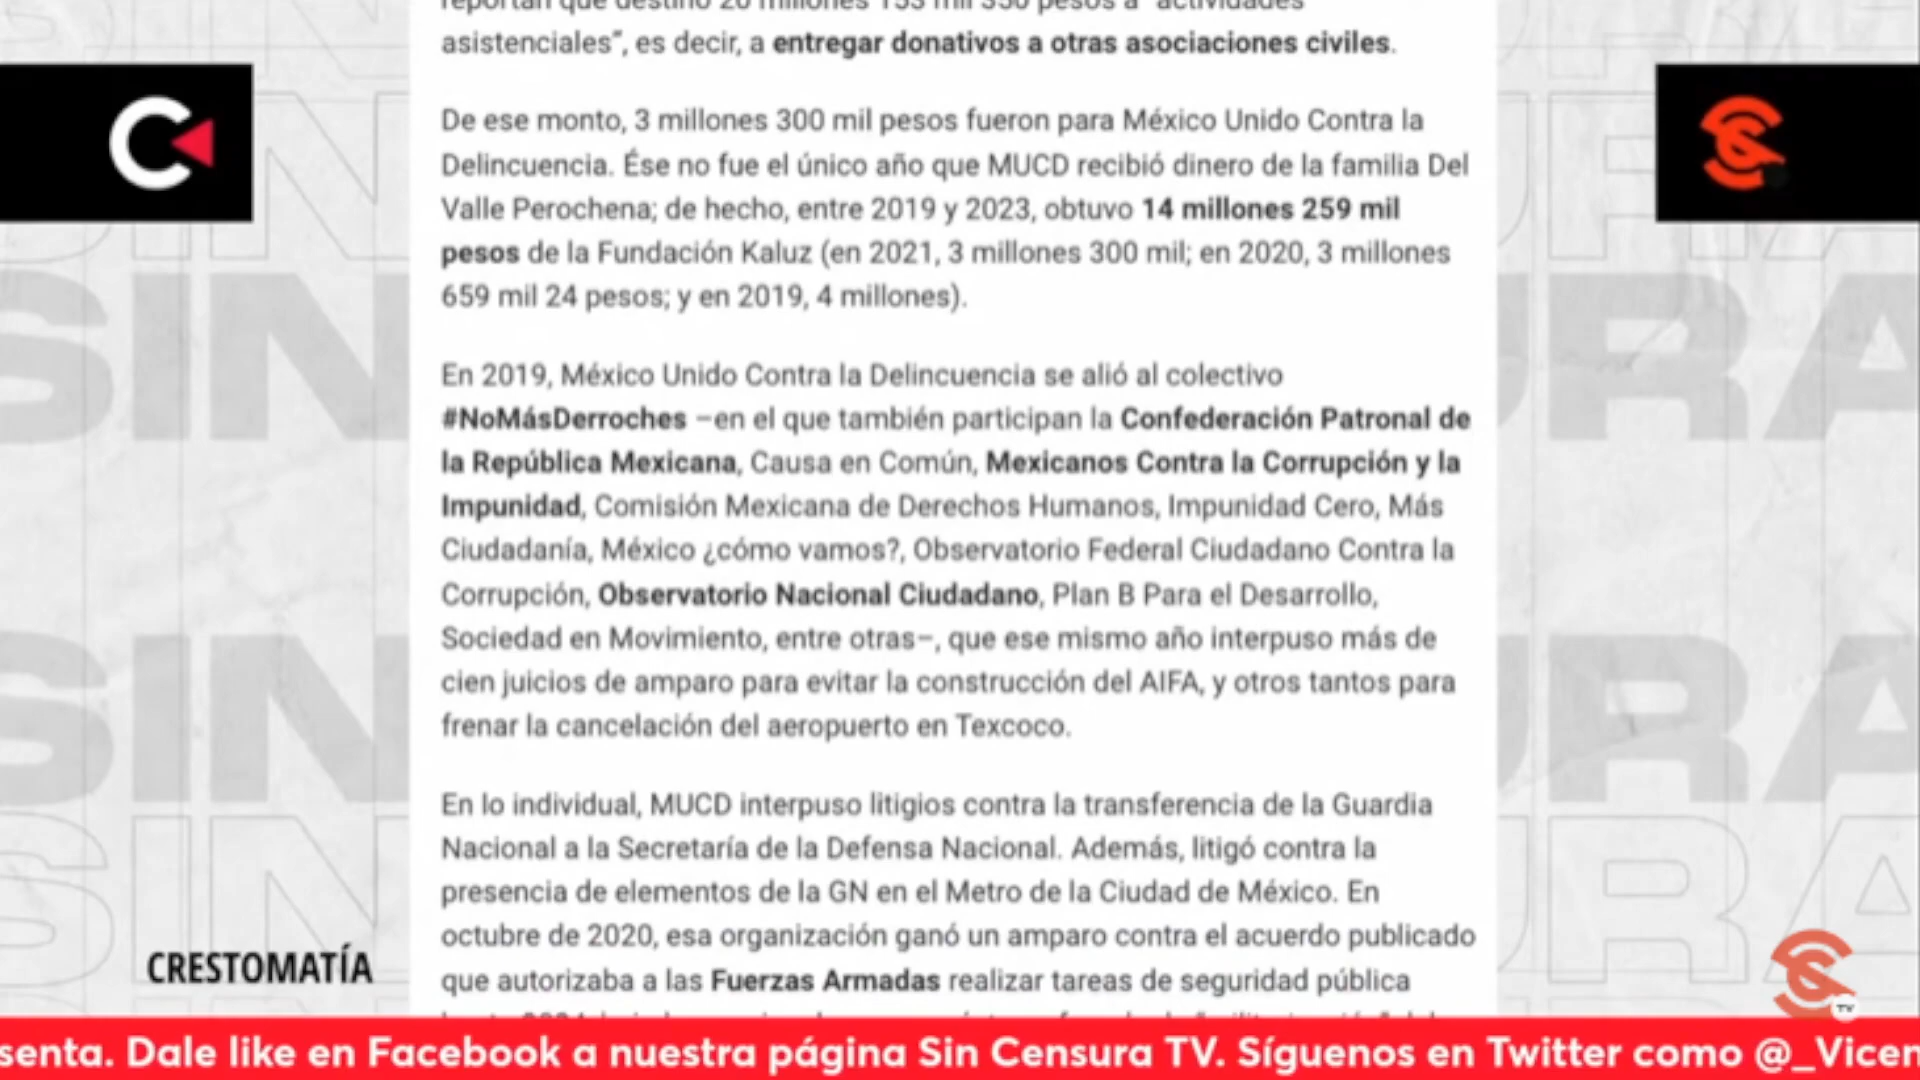 asistenciales”, es decir, a entregar donativos a otras asociaciones civiles.
De ese monto, 3 millones 300 mil pesos fueron para México Unido Contra la
Delincuencia. Ése no fue el único año que MUCD recibió dinero de la familia Del
Valle Perochena; de hecho, entre 2019 y 2023, obtuvo 14 millones 259 mil
pesos de la Fundación Kaluz (en 2021, 3 millones 300 mil; en 2020, 3 millones
659 mil 24 pesos; y en 2019, 4 millones).
En 2019, México Unido Contra la Delincuencia se alió al colectivo
#NoMásDerroches –en el que también participan la Confederación Patronal de
la República Mexicana, Causa en Común, Mexicanos Contra la Corrupción y la
Impunidad, Comisión Mexicana de Derechos Humanos, Impunidad Cero, Más
Ciudadanía, México ¿cómo vamos?, Observatorio Federal Ciudadano Contra la
Corrupción, Observatorio Nacional Ciudadano, Plan B Para el Desarrollo,
Sociedad en Movimiento, entre otras–, que ese mismo año interpuso más de
cien juicios de amparo para evitar la construcción del AIFA, y otros tantos para
frenar la cancelación del aeropuerto en Texcoco.
En lo individual, MUCD interpuso litigios contra la transferencia de la Guardia
Nacional a la Secretaría de la Defensa Nacional. Además, litigó contra la
presencia de elementos de la GN en el Metro de la Ciudad de México. En
octubre de 2020, esa organización ganó un amparo contra el acuerdo publicado
que autorizaba a las Fuerzas Armadas realizar tareas de seguridad pública
CRESTOMATÍA
TV
senta. Dale like en Facebook a nuestra página Sin Censura TV. Síguenos en Twitter como @_Vicen